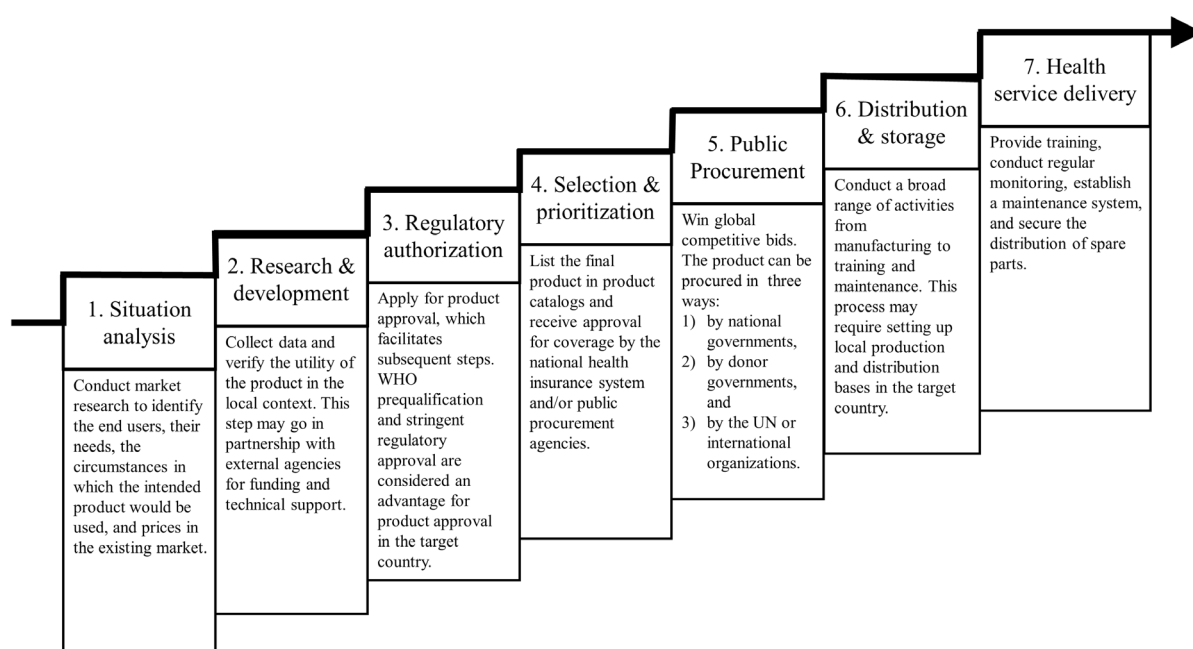 1. Situation
analysis
Conduct market
research to identify
the end users, their
needs, the
circumstances in
which the intended
product would be
used, and prices in
the existing market.
2. Research &
development
Collect data and
verify the utility of
the product in the
local context. This
step may go in
partnership with
external agencies
for funding and
technical support.
3. Regulatory
authorization
Apply for product
approval, which
facilitates
subsequent steps.
WHO
prequalification
and stringent
regulatory
approval are
considered an
advantage for
product approval
in the target
country.
4. Selection &
prioritization
List the final
product in product
catalogs and
receive approval
for coverage by the
national health
insurance system
and/or public
procurement
agencies.
5. Public
Procurement
Win global
competitive bids.
The product can be
procured in three
ways:
1) by national
governments,
2) by donor
governments,
and
3) by the UN or
international
organizations.
6. Distribution
& storage
Conduct a broad
range of activities
from
manufacturing to
training and
maintenance. This
process may
require setting up
local production
and distribution
bases in the target
country.
7. Health
service delivery
Provide training,
conduct regular
monitoring, establish
a maintenance system,
and secure the
distribution of spare
parts.